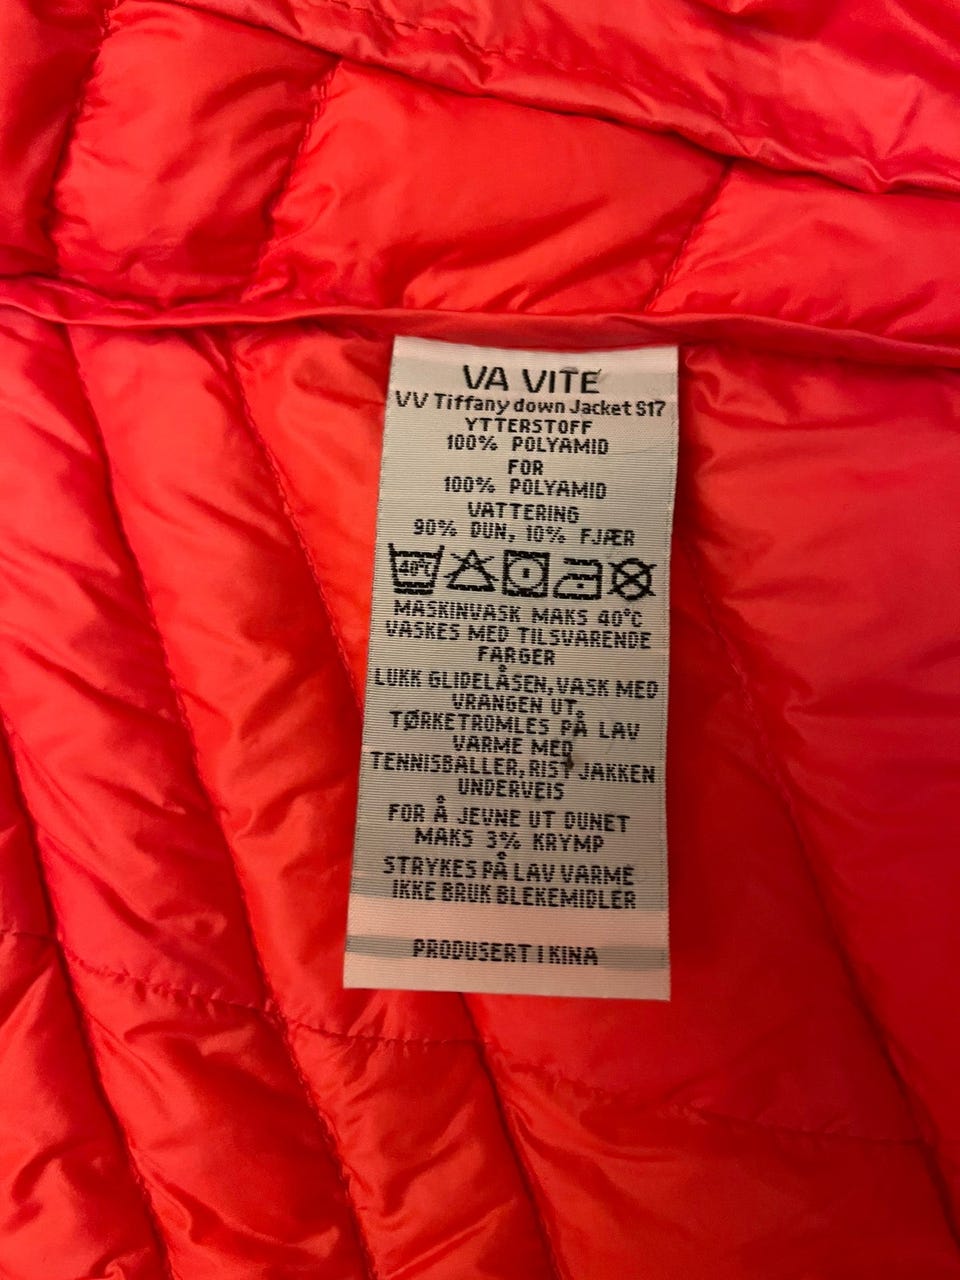 VA VITE
VV Tiffany down Jacket S17
YTTERSTOFF
100% POLYAMID
FOR
100% POLYAMID
VATTERING
90% DUN, 10% FJÆR
40°C
MASKINVASK MAKS 40°C
VASKES MED TILSVARENDE
FARGER
LUKK GLIDELÅSEN, VASK MED
VRANGEN UT,
TØRKETROMLES PÅ LAV
VARME MED
TENNISBALLER, RIST JAKKEN
UNDERVEIS
FOR Å JEVNE UT DUNET
MAKS 3% KRYMP
STRYKES PÅ LAV VARME
IKKE BRUK BLEKEMIDLER
PRODUSERT I KINA